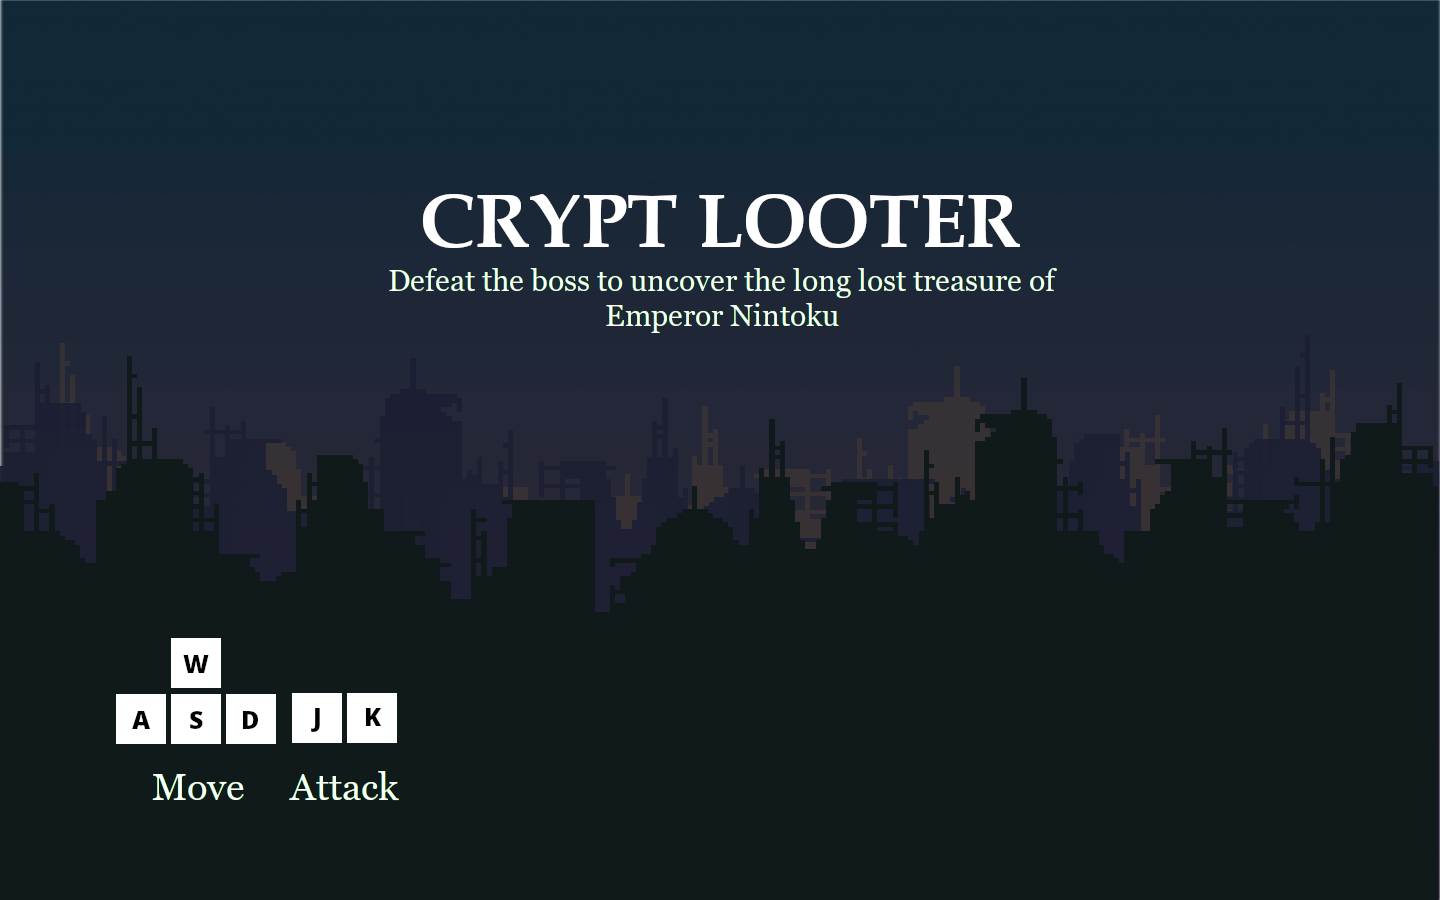 CRYPT LOOTER
Defeat the boss to uncover the long lost treasure of
Emperor Nintoku
W
A S D J K
Move Attack